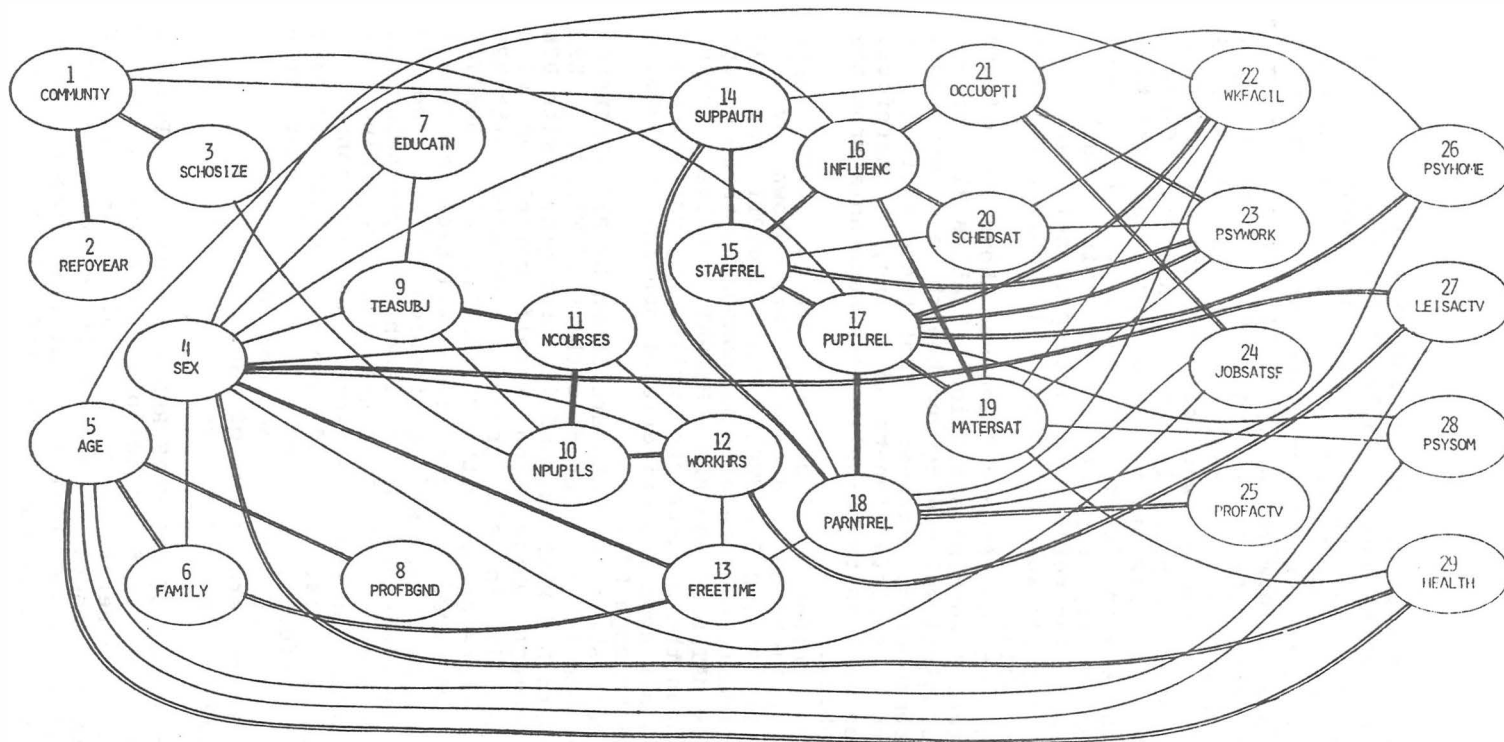 1
COMMUNTY
2
REFOYEAR
3
SCHOSIZE
4
SEX
5
AGE
6
FAMILY
7
EDUCATN
8
PROFBGND
9
TEASUBJ
10
NPUPILS
11
NCOURSES
12
WORKHRS
13
FREETIME
14
SUPPAUTH
15
STAFFREL
16
INFLUENC
17
PUPILREL
18
PARNTREL
19
MATERSAT
20
SCHEDSAT
21
OCCUOPTI
22
WKFACIL
23
PSYWORK
24
JOBSATSF
25
PROFACTV
26
PSYHOME
27
LEISACTV
28
PSYSOM
29
HEALTH